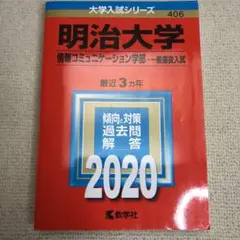 大学入試シリーズ
406
明治大学
情報コミュニケーション学部-一般選抜入試
最近3カ年
傾向と対策
過去問
解答
2020
教学社